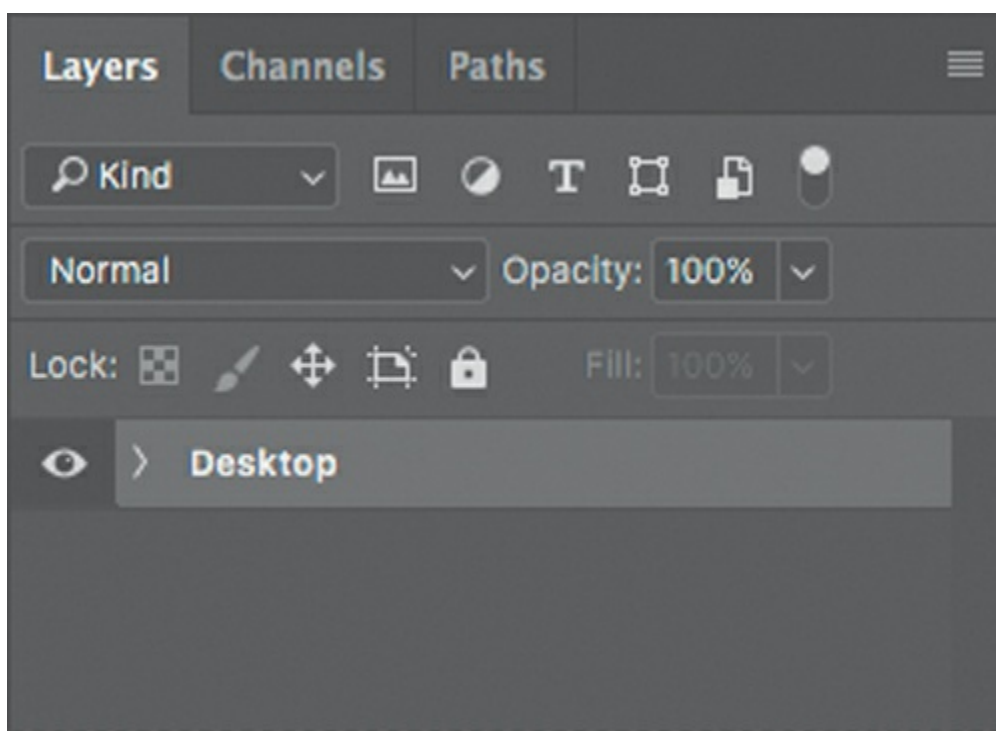 Layers Channels Paths
Kind
Normal Opacity: 100%
Lock: Fill: 100%
Desktop